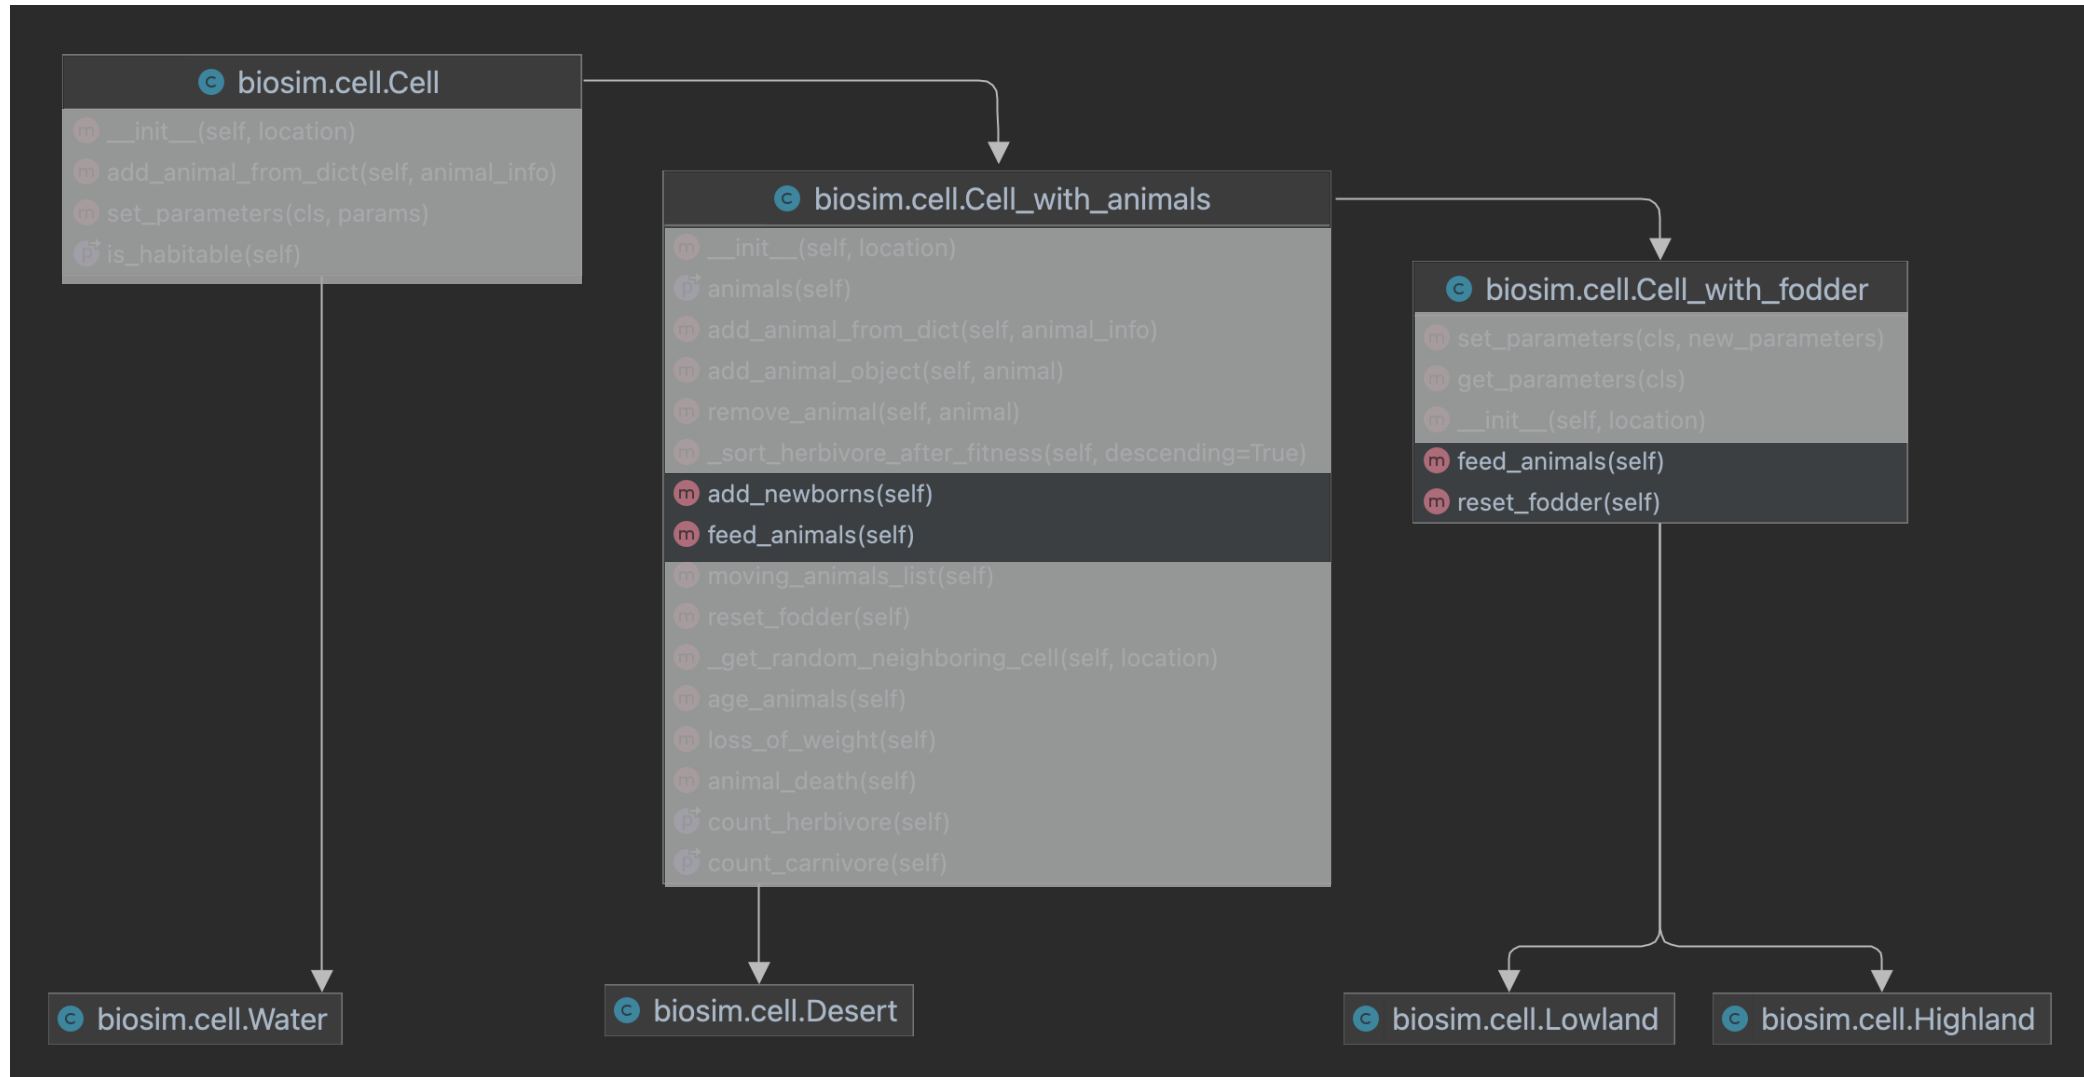 biosim.cell.Cell
__init__(self, location)
add_animal_from_dict(self, animal_info)
set_parameters(cls, params)
is_habitable(self)
biosim.cell.Cell_with_animals
__init__(self, location)
animals(self)
add_animal_from_dict(self, animal_info)
add_animal_object(self, animal)
remove_animal(self, animal)
_sort_herbivore_after_fitness(self, descending=True)
add_newborns(self)
feed_animals(self)
moving_animals_list(self)
reset_fodder(self)
_get_random_neighboring_cell(self, location)
age_animals(self)
loss_of_weight(self)
animal_death(self)
count_herbivore(self)
count_carnivore(self)
biosim.cell.Cell_with_fodder
set_parameters(cls, new_parameters)
get_parameters(cls)
__init__(self, location)
feed_animals(self)
reset_fodder(self)
biosim.cell.Water
biosim.cell.Desert
biosim.cell.Lowland
biosim.cell.Highland